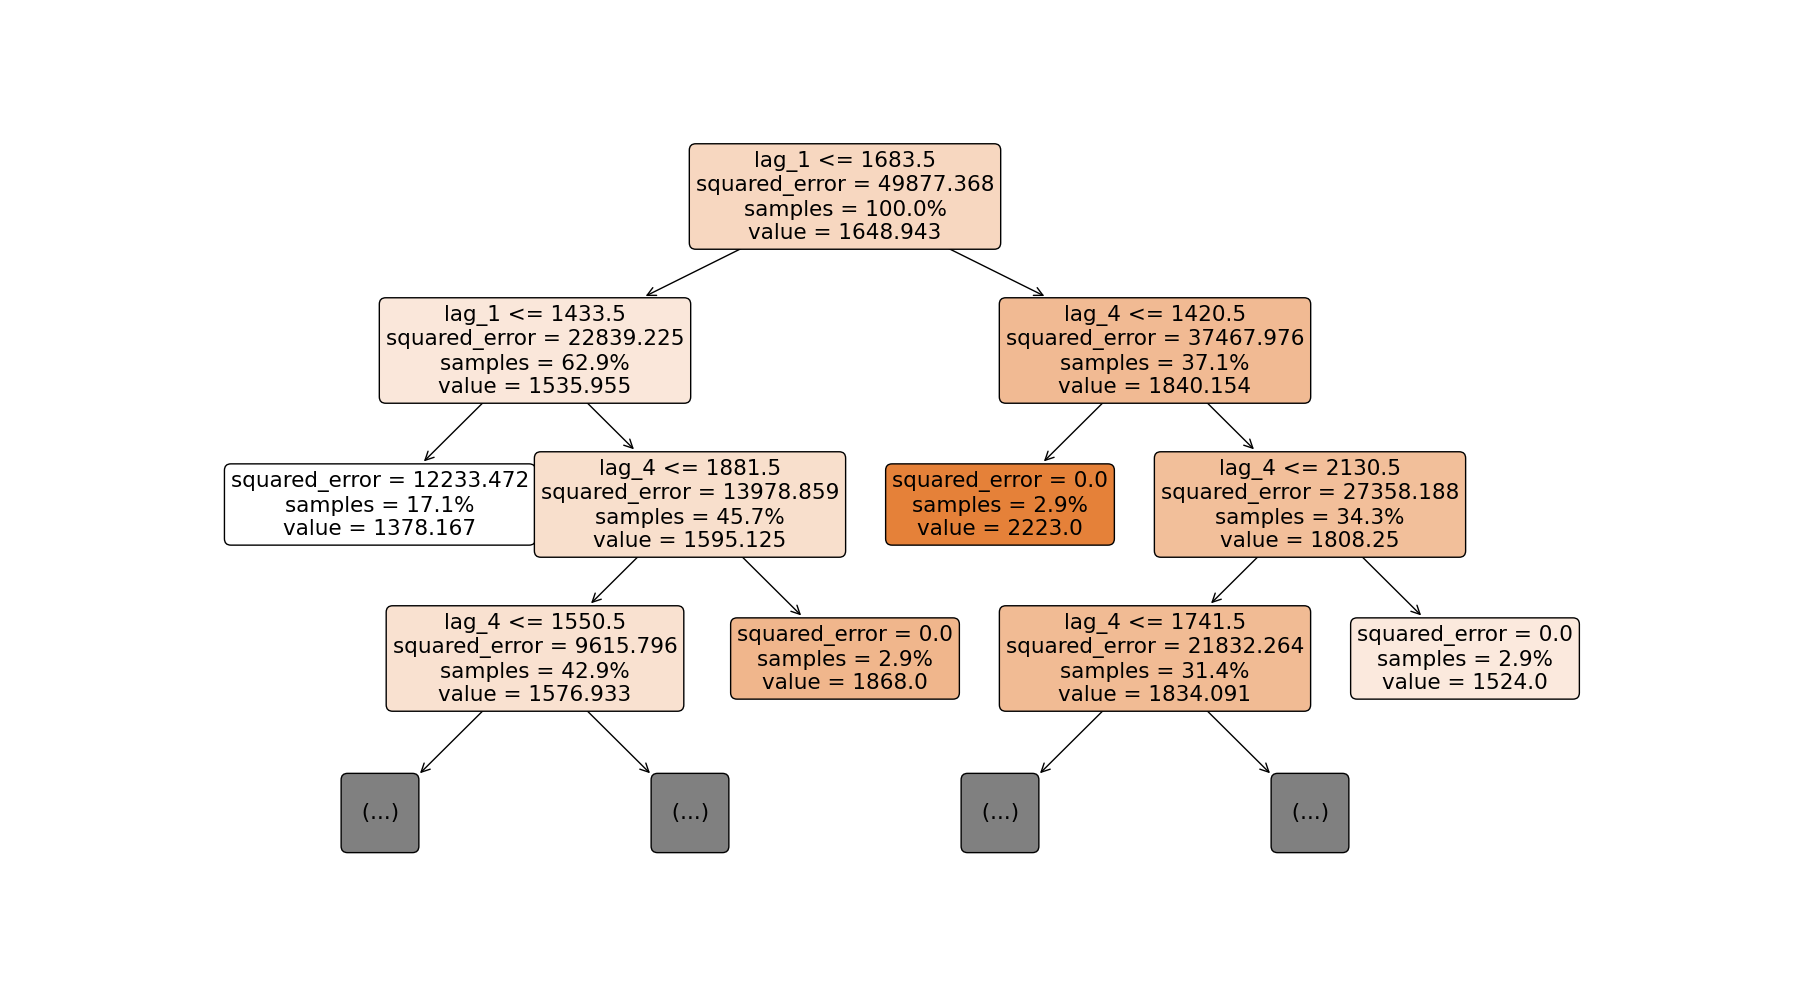 lag_1 <= 1683.5
squared_error = 49877.368
samples = 100.0%
value = 1648.943
lag_1 <= 1433.5
squared_error = 22839.225
samples = 62.9%
value = 1535.955
lag_4 <= 1420.5
squared_error = 37467.976
samples = 37.1%
value = 1840.154
squared_error = 12233.472
samples = 17.1%
value = 1378.167
lag_4 <= 1881.5
squared_error = 13978.859
samples = 45.7%
value = 1595.125
squared_error = 0.0
samples = 2.9%
value = 2223.0
lag_4 <= 2130.5
squared_error = 27358.188
samples = 34.3%
value = 1808.25
lag_4 <= 1550.5
squared_error = 9615.796
samples = 42.9%
value = 1576.933
squared_error = 0.0
samples = 2.9%
value = 1868.0
lag_4 <= 1741.5
squared_error = 21832.264
samples = 31.4%
value = 1834.091
squared_error = 0.0
samples = 2.9%
value = 1524.0
(...)
(...)
(...)
(...)